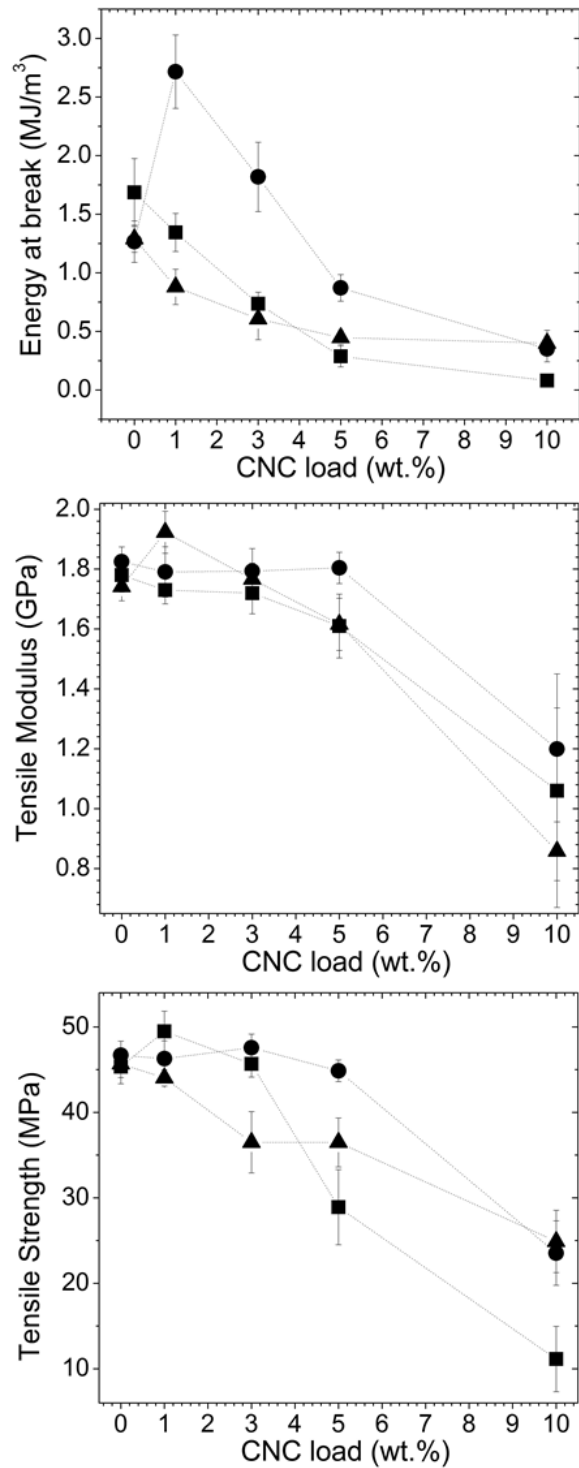 Energy at break (MJ/m³)
3.0
2.5
2.0
1.5
1.0
0.5
0.0
0 1 2 3 4 5 6 7 8 9 10
CNC load (wt.%)
Tensile Modulus (GPa)
2.0
1.8
1.6
1.4
1.2
1.0
0.8
0 1 2 3 4 5 6 7 8 9 10
CNC load (wt.%)
Tensile Strength (MPa)
50
40
30
20
10
0 1 2 3 4 5 6 7 8 9 10
CNC load (wt.%)